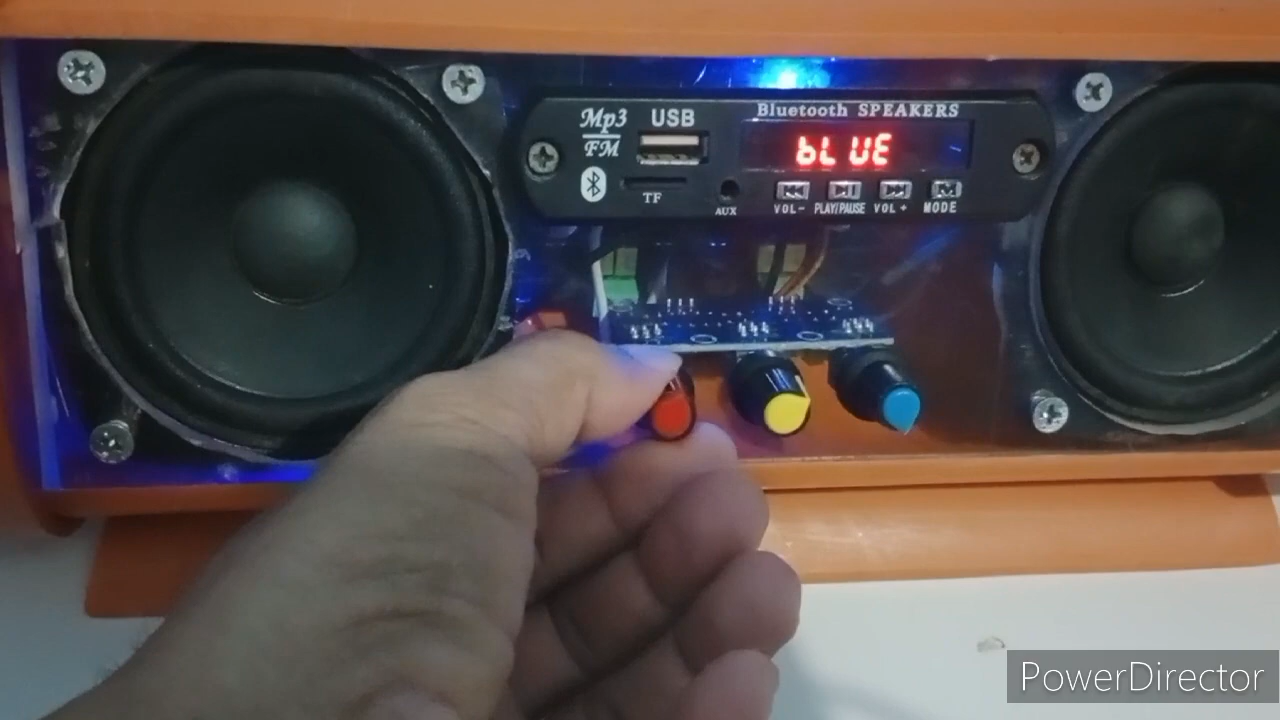 Bluetooth SPEAKERS
Mp3
FM
USB
bLUE
TF
AUX
VOL- PLAY/PAUSE VOL+ MODE
PowerDirector